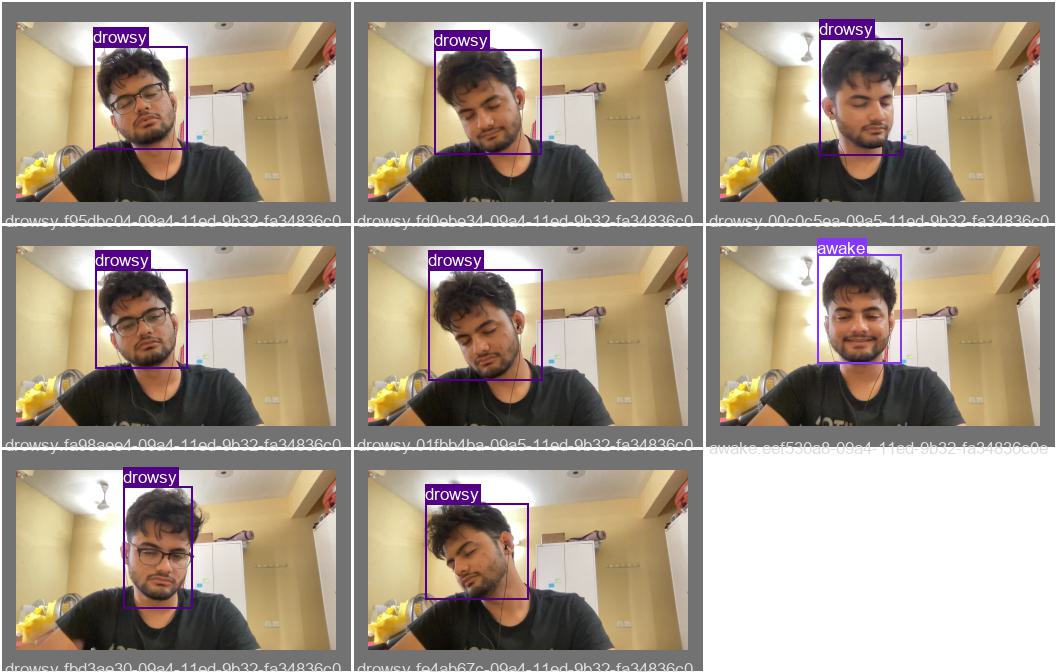 drowsy
drowsy
drowsy
drowsy.f95dbc04-09a4-11ed-9b32-fa34836c0
drowsy.fd0ebe34-09a4-11ed-9b32-fa34836c0
drowsy.00c0c5ea-09a5-11ed-9b32-fa34836c0
drowsy
drowsy
awake
drowsy.fa98aee4-09a4-11ed-9b32-fa34836c0
drowsy.01fbb4ba-09a5-11ed-9b32-fa34836c0
awake.eef530a8-09a4-11ed-9b32-fa34836c0e
drowsy
drowsy
drowsy.fbd3ae30-09a4-11ed-9b32-fa34836c0
drowsy.fe4ab67c-09a4-11ed-9b32-fa34836c0